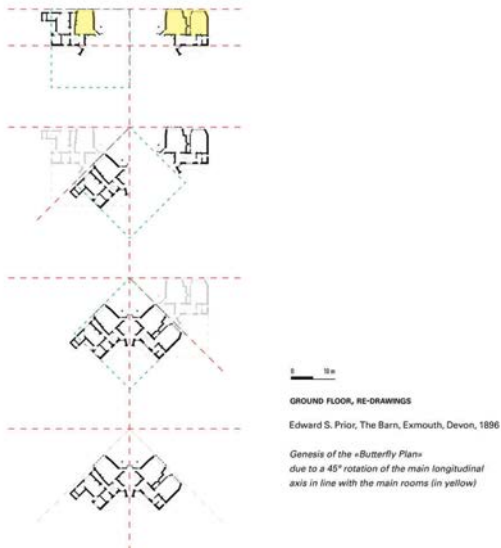 0 10 m
GROUND FLOOR, RE-DRAWINGS
Edward S. Prior, The Barn, Exmouth, Devon, 1896
Genesis of the «Butterfly Plan»
due to a 45° rotation of the main longitudinal
axis in line with the main rooms (in yellow)